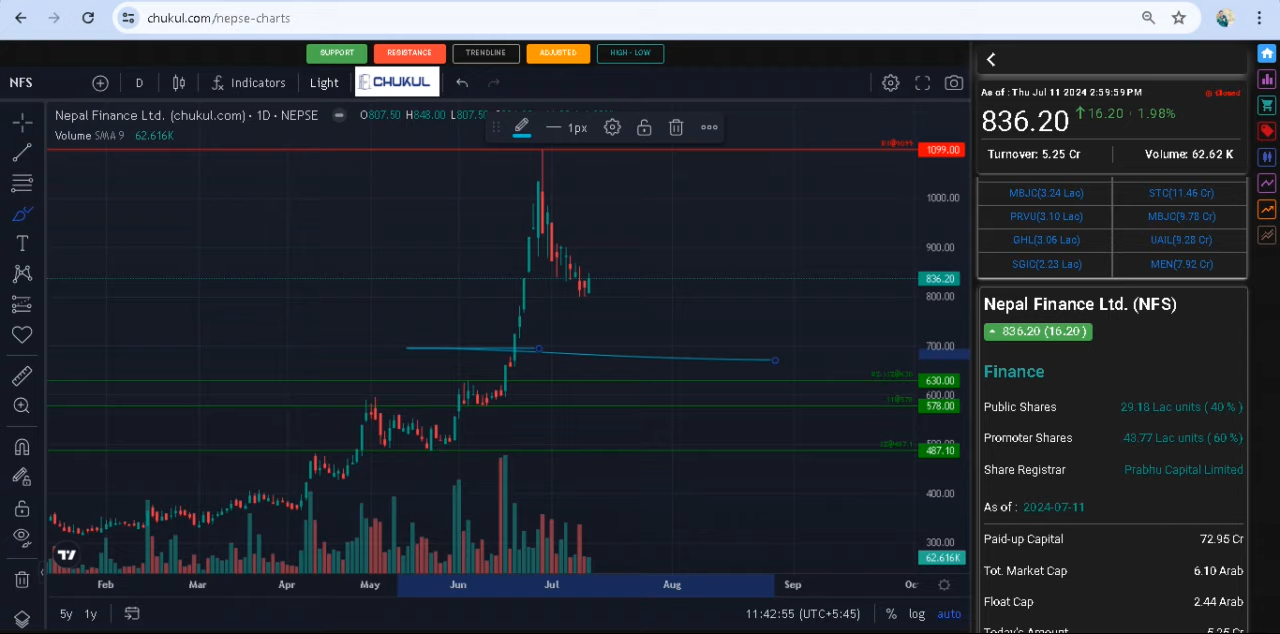 chukul.com/nepse-charts
SUPPORT RESISTANCE TRENDLINE ADJUSTED HIGH - LOW
NFS D Indicators Light CHUKUL
Nepal Finance Ltd. (chukul.com) · 1D · NEPSE O807.50 H848.00 L807.50
Volume SMA 9 62.616K
1px
1099.00
1000.00
900.00
836.20
800.00
700.00
630.00
600.00
578.00
500.00
487.10
400.00
300.00
62.616K
Feb Mar Apr May Jun Jul Aug Sep Oc
5y 1y 11:42:55 (UTC+5:45) % log auto
As of : Thu Jul 11 2024 2:59:59 PM Closed
836.20 16.20 · 1.98%
Turnover: 5.25 Cr Volume: 62.62 K
MBJC(3.24 Lac) STC(11.46 Cr)
PRVU(3.10 Lac) MBJC(9.78 Cr)
GHL(3.06 Lac) UAIL(9.28 Cr)
SGIC(2.23 Lac) MEN(7.92 Cr)
Nepal Finance Ltd. (NFS)
836.20 (16.20 )
Finance
Public Shares 29.18 Lac units ( 40 % )
Promoter Shares 43.77 Lac units ( 60 %)
Share Registrar Prabhu Capital Limited
As of : 2024-07-11
Paid-up Capital 72.95 Cr
Tot. Market Cap 6.10 Arab
Float Cap 2.44 Arab
Today's Amount 5.25 Cr